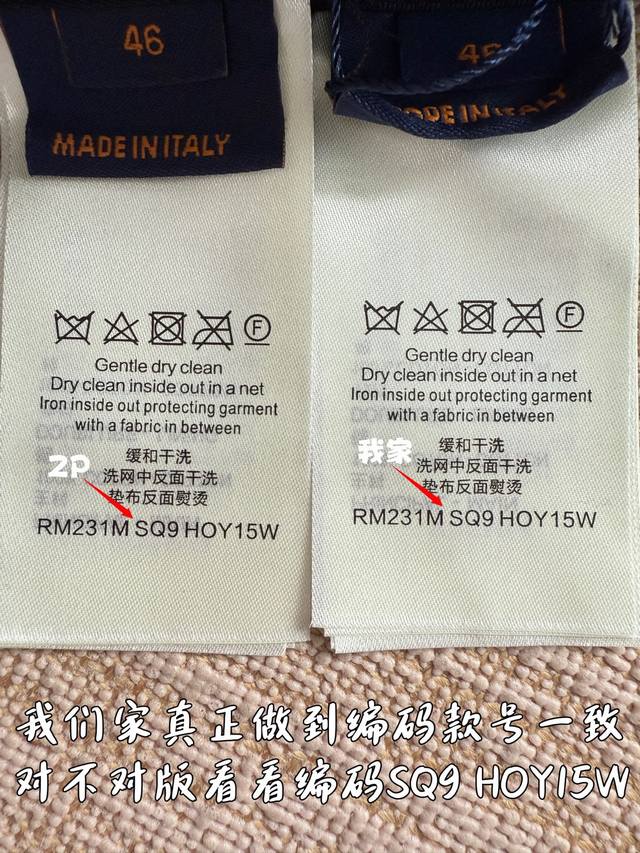 46
MADE IN ITALY
Gentle dry clean
Dry clean inside out in a net
Iron inside out protecting garment
with a fabric in between
缓和干洗
洗网中反面干洗
垫布反面熨烫
RM231M SQ9 HOY15W
2P
46
MADE IN ITALY
F
Gentle dry clean
Dry clean inside out in a net
Iron inside out protecting garment
with a fabric in between
缓和干洗
洗网中反面干洗
垫布反面熨烫
RM231M SQ9 HOY15W
我家
我们家真正做到编码款号一致
对不对版看看编码SQ9 HOY15W